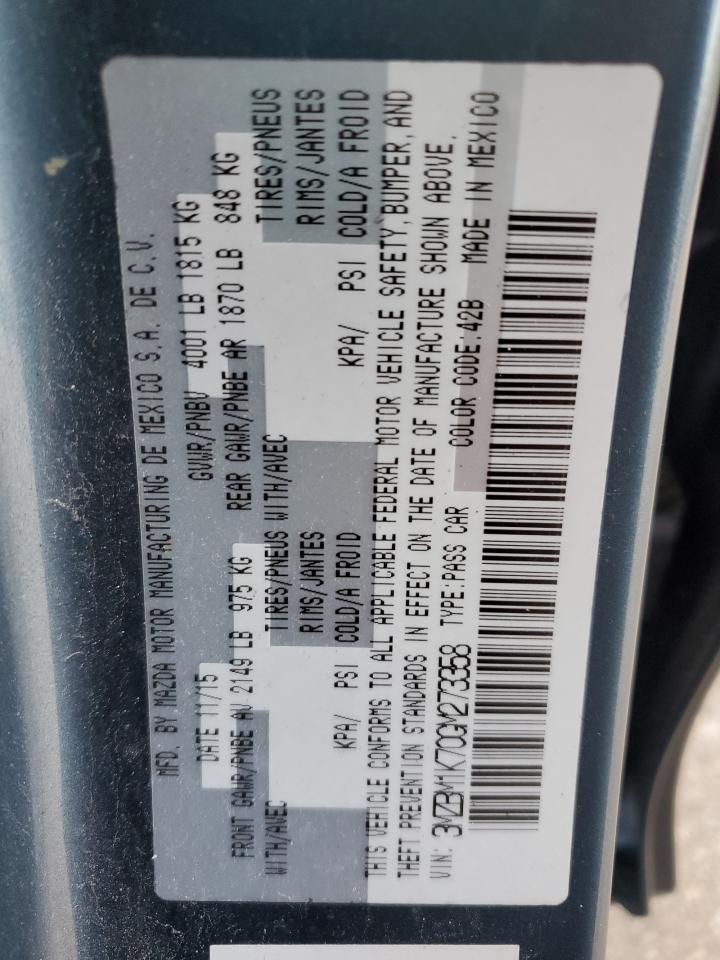 MFD. BY MAZDA MOTOR MANUFACTURING DE MEXICO S.A. DE C.V.
DATE 11/15 GVWR/PNBV 4001 LB 1815 KG
FRONT GAWR/PNBE AV 2149 LB 975 KG REAR GAWR/PNBE AR 1870 LB 848 KG
WITH/AVEC TIRES/PNEUS WITH/AVEC TIRES/PNEUS
RIMS/JANTES RIMS/JANTES
KPA/ PSI COLD/A FROID KPA/ PSI COLD/A FROID
THIS VEHICLE CONFORMS TO ALL APPLICABLE FEDERAL MOTOR VEHICLE SAFETY, BUMPER, AND
THEFT PREVENTION STANDARDS IN EFFECT ON THE DATE OF MANUFACTURE SHOWN ABOVE.
VIN: 3MZBM1K70GM273358 TYPE:PASS CAR COLOR CODE:42B MADE IN MEXICO